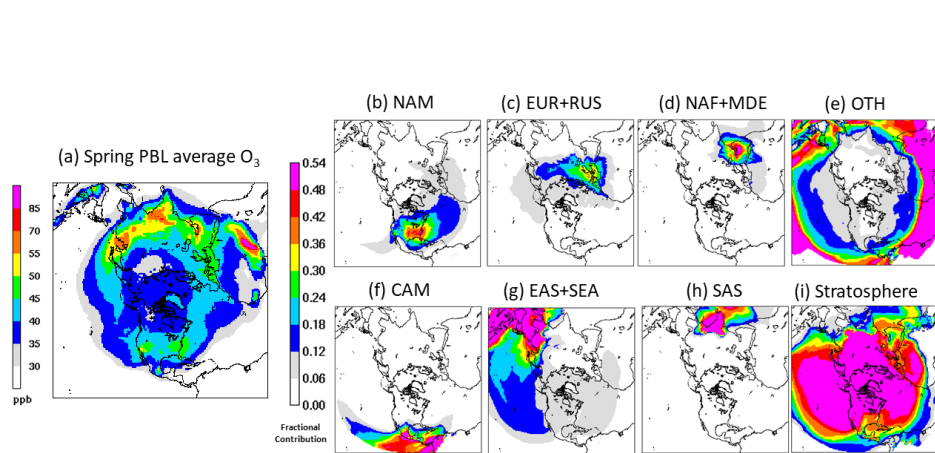 (b) NAM
(c) EUR+RUS
(d) NAF+MDE
(e) OTH
(a) Spring PBL average O₃
85
70
55
50
45
40
35
30
ppb
0.54
0.48
0.42
0.36
0.30
0.24
0.18
0.12
0.06
0.00
Fractional
Contribution
(f) CAM
(g) EAS+SEA
(h) SAS
(i) Stratosphere